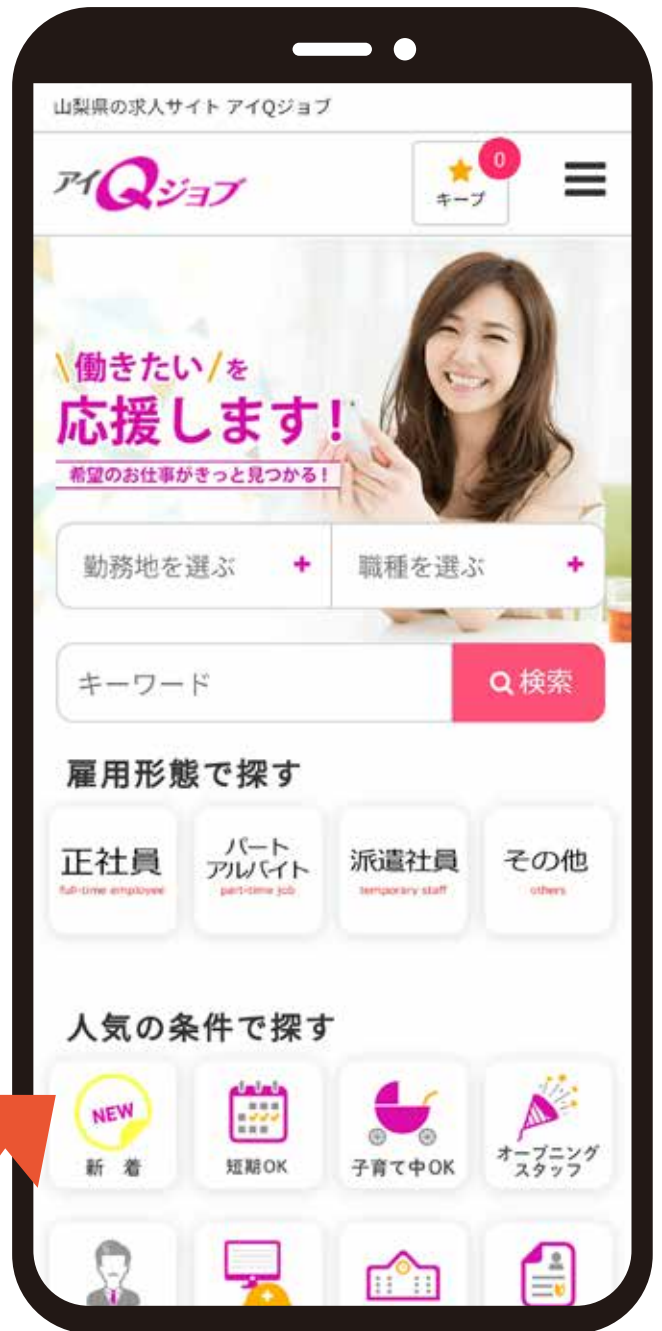 山梨県の求人サイト アイQジョブ
アイQジョブ
0
キープ
\働きたい/を
応援します!
希望のお仕事がきっと見つかる!
勤務地を選ぶ +
職種を選ぶ +
キーワード
検索
雇用形態で探す
正社員
full-time employee
パート
アルバイト
part-time job
派遣社員
temporary staff
その他
others
人気の条件で探す
NEW
新 着
短期OK
子育て中OK
オープニング
スタッフ